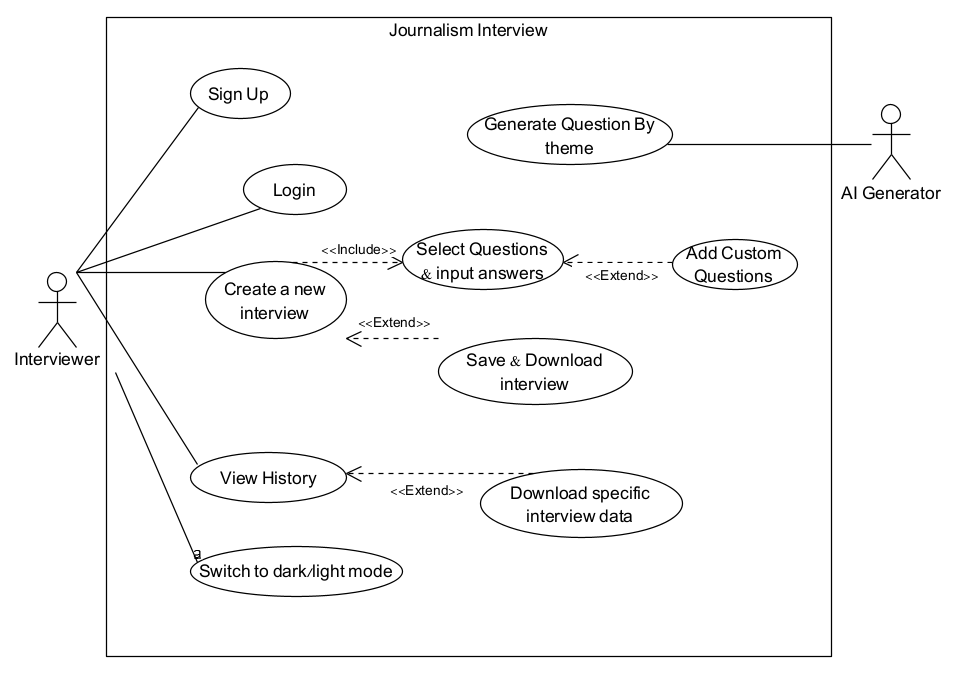 Journalism Interview
Sign Up
Generate Question By
theme
AI Generator
Login
<<Include>>
Select Questions
& input answers
<<Extend>>
Add Custom
Questions
Create a new
interview
Interviewer
<<Extend>>
Save & Download
interview
View History
<<Extend>>
Download specific
interview data
Switch to dark/light mode